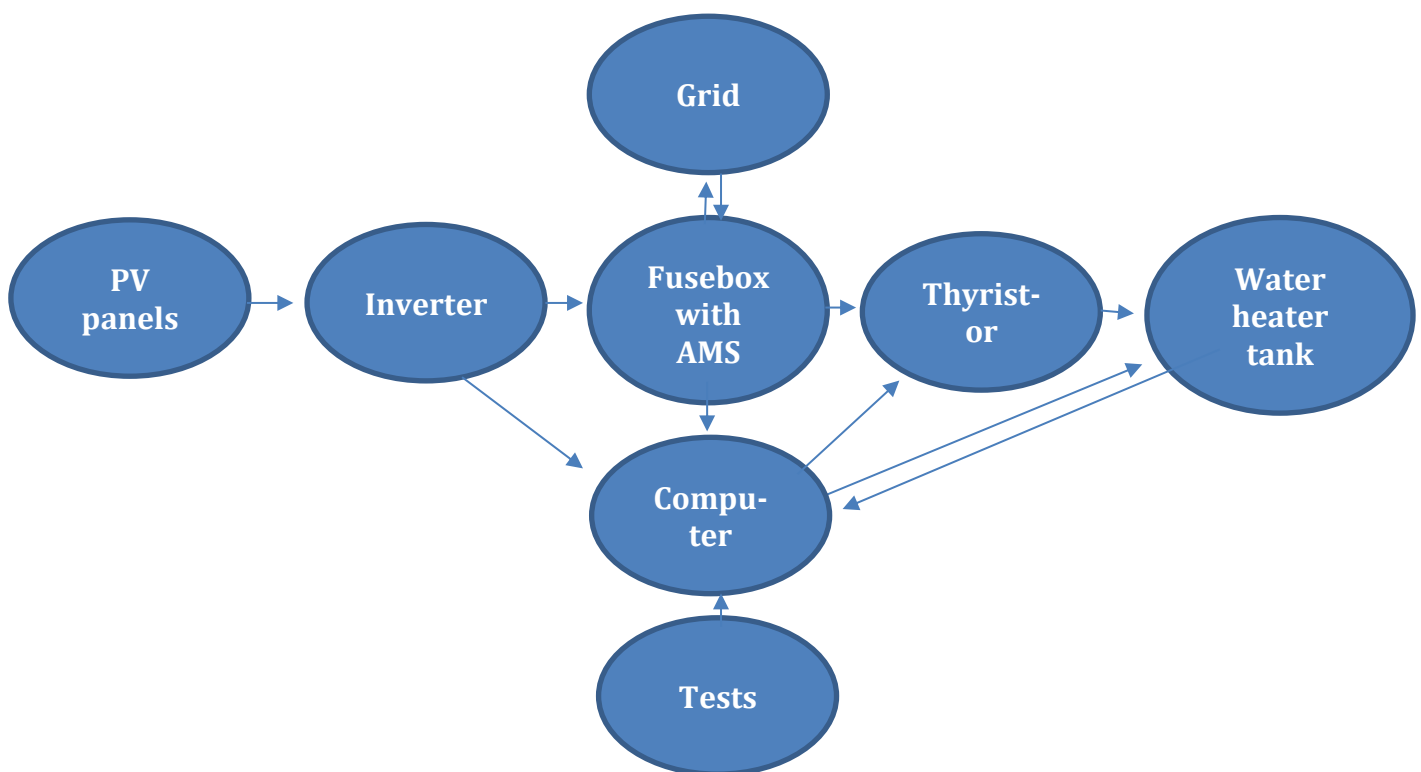 Grid
PV
panels
Inverter
Fusebox
with
AMS
Thyrist-
or
Water
heater
tank
Compu-
ter
Tests